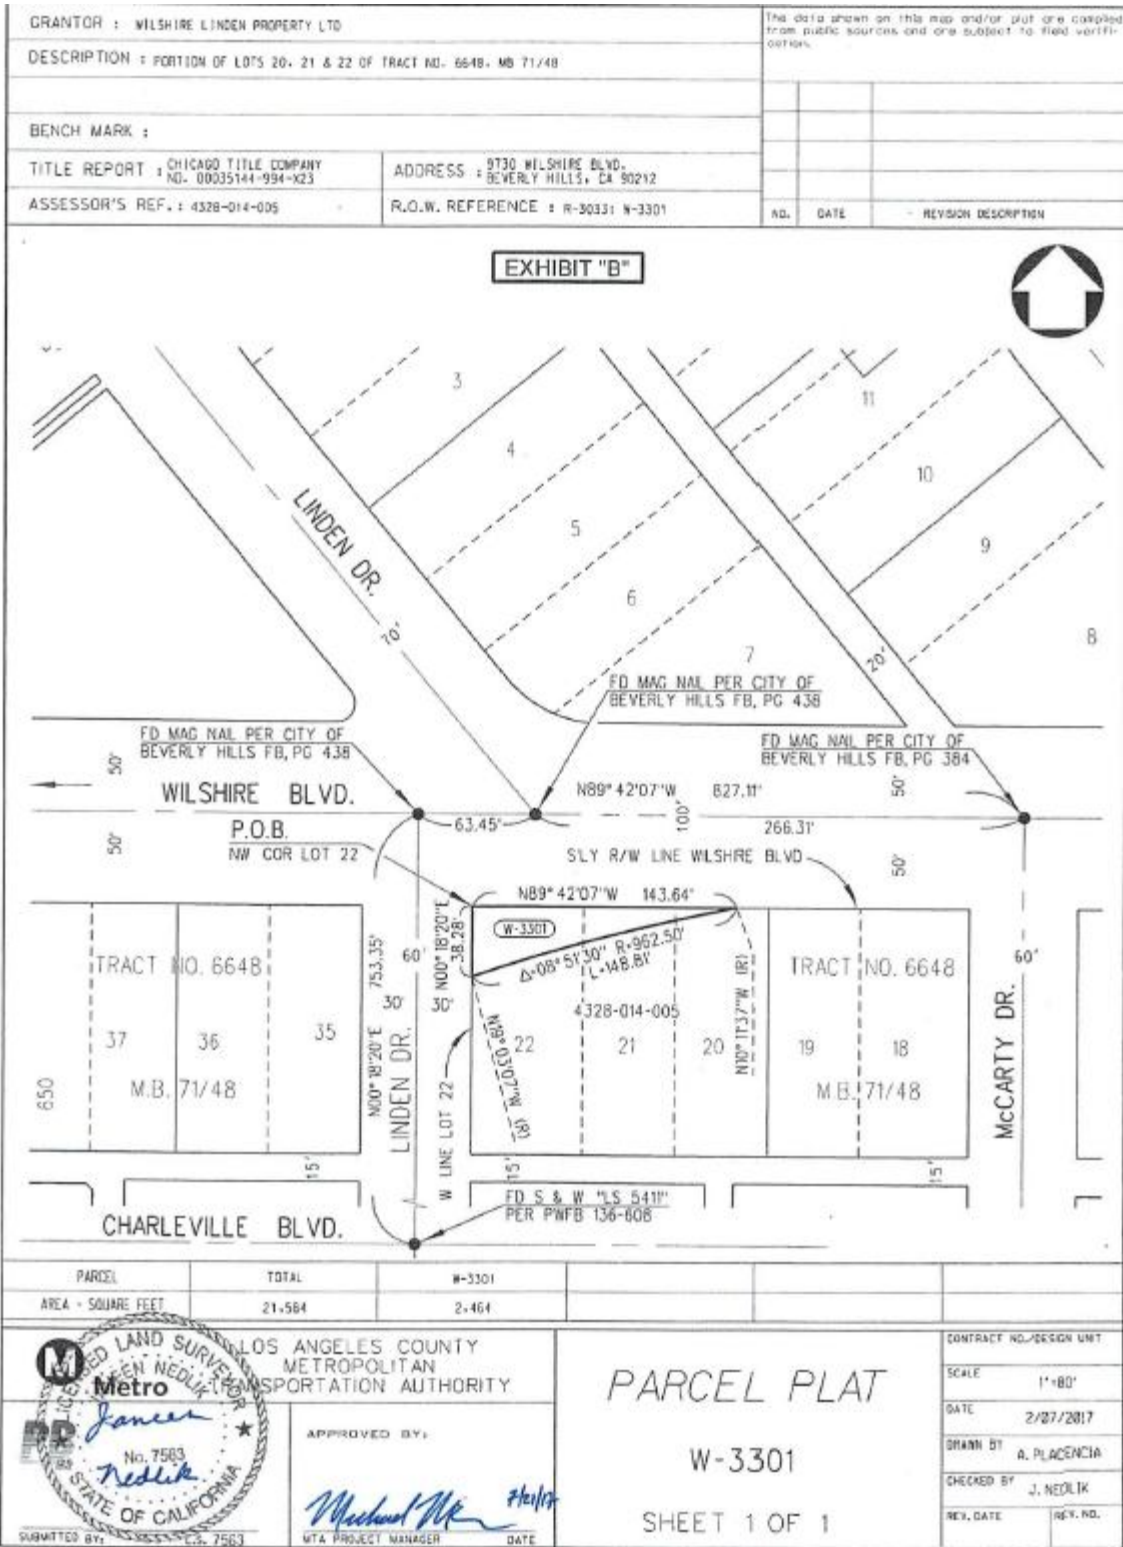 GRANTOR : WILSHIRE LINDEN PROPERTY LTD
The data shown on this map and/or plat are compiled
from public sources and are subject to field verifi-
cation.
DESCRIPTION : PORTION OF LOTS 20, 21 & 22 OF TRACT NO. 6648, MB 71/48
BENCH MARK :
TITLE REPORT : CHICAGO TITLE COMPANY
NO. 00035144-994-X23
ADDRESS : 9730 WILSHIRE BLVD.
BEVERLY HILLS, CA 90212
ASSESSOR'S REF. : 4328-014-005
R.O.W. REFERENCE : R-3033; W-3301
NO. DATE REVISION DESCRIPTION
EXHIBIT "B"
3
4
5
6
7
11
10
9
8
LINDEN DR.
70'
20'
FD MAG NAIL PER CITY OF
BEVERLY HILLS FB, PG 438
FD MAG NAIL PER CITY OF
BEVERLY HILLS FB, PG 438
FD MAG NAIL PER CITY OF
BEVERLY HILLS FB, PG 384
50'
WILSHIRE BLVD.
N89°42'07"W 827.11'
50'
50'
P.O.B.
NW COR LOT 22
63.45'
100'
266.31'
50'
S'LY R/W LINE WILSHRE BLVD
N89°42'07"W 143.64'
W-3301
Δ=08°51'30" R=962.50'
L=148.81'
N00°18'20"E
38.28'
TRACT NO. 6648
753.35'
60'
TRACT NO. 6648
60'
30'
30'
4328-014-005
N10°11'37"W (R)
37
36
35
N00°18'20"E
LINDEN DR.
22
21
20
19
18
N19°03'07"W (R)
650
M.B. 71/48
M.B. 71/48
McCARTY DR.
W LINE LOT 22
15'
15'
15'
FD S & W "LS 5411"
PER PWFB 136-608
CHARLEVILLE BLVD.
PARCEL TOTAL W-3301
AREA - SQUARE FEET 21,564 2,464
LOS ANGELES COUNTY
METROPOLITAN
TRANSPORTATION AUTHORITY
M
Metro
LICENSED LAND SURVEYOR
NEDLIK
Nedlik
No. 7563
STATE OF CALIFORNIA
SUBMITTED BY: L.S. 7563
APPROVED BY:
MTA PROJECT MANAGER DATE
PARCEL PLAT
W-3301
SHEET 1 OF 1
CONTRACT NO./DESIGN UNIT
SCALE 1"=80'
DATE 2/07/2017
DRAWN BY A. PLACENCIA
CHECKED BY J. NEDLIK
REV. DATE REV. NO.